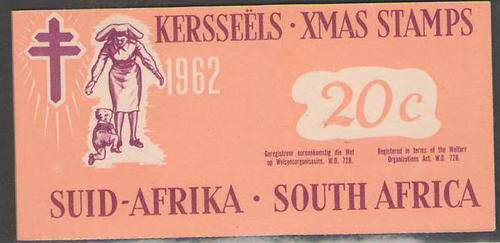 KERSSEËLS · XMAS STAMPS
1962
20c
Geregistreer ooreenkomstig die Wet
op Welsynsorganisasies, W.O. 728.
Registered in terms of the Welfare
Organizations Act, W.O. 728.
SUID-AFRIKA · SOUTH AFRICA